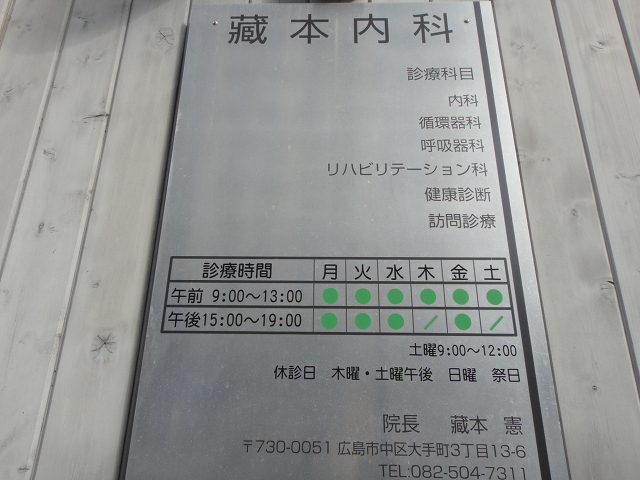 藏本内科
診療科目
内科
循環器科
呼吸器科
リハビリテーション科
健康診断
訪問診療
診療時間 月 火 水 木 金 土
午前 9:00～13:00 ● ● ● ● ● ●
午後15:00～19:00 ● ● ● ／ ● ／
土曜9:00～12:00
休診日 木曜・土曜午後 日曜 祭日
院長 藏本 憲
〒730-0051 広島市中区大手町3丁目13-6
TEL:082-504-7311